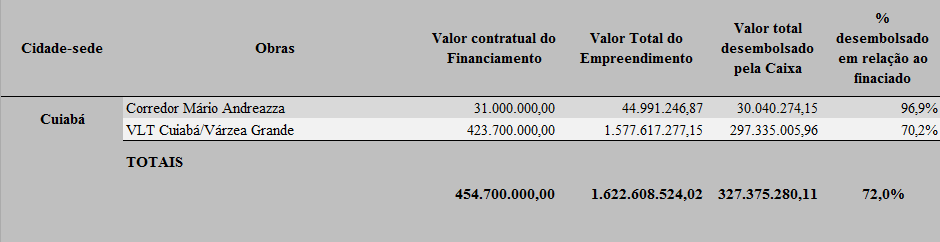 Cidade-sede Obras Valor contratual do Financiamento Valor Total do Empreendimento Valor total desembolsado pela Caixa % desembolsado em relação ao finaciado
Cuiabá
Corredor Mário Andreazza 31.000.000,00 44.991.246,87 30.040.274,15 96,9%
VLT Cuiabá/Várzea Grande 423.700.000,00 1.577.617.277,15 297.335.005,96 70,2%
TOTAIS
454.700.000,00 1.622.608.524,02 327.375.280,11 72,0%